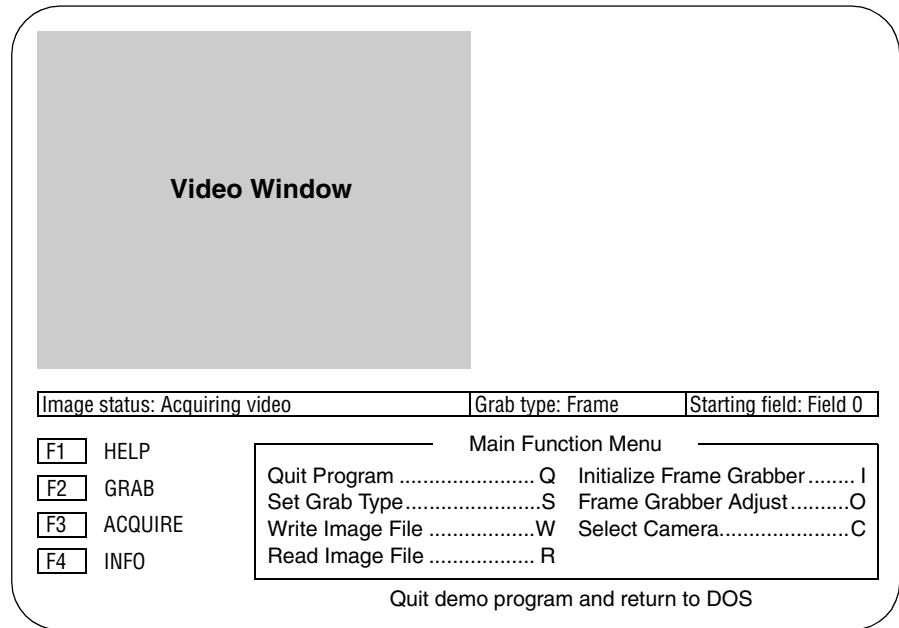 Video Window
Image status: Acquiring video Grab type: Frame Starting field: Field 0
F1 HELP
F2 GRAB
F3 ACQUIRE
F4 INFO
Main Function Menu
Quit Program ....................... Q Initialize Frame Grabber ........ I
Set Grab Type.......................S Frame Grabber Adjust ..........O
Write Image File ..................W Select Camera......................C
Read Image File .................. R
Quit demo program and return to DOS